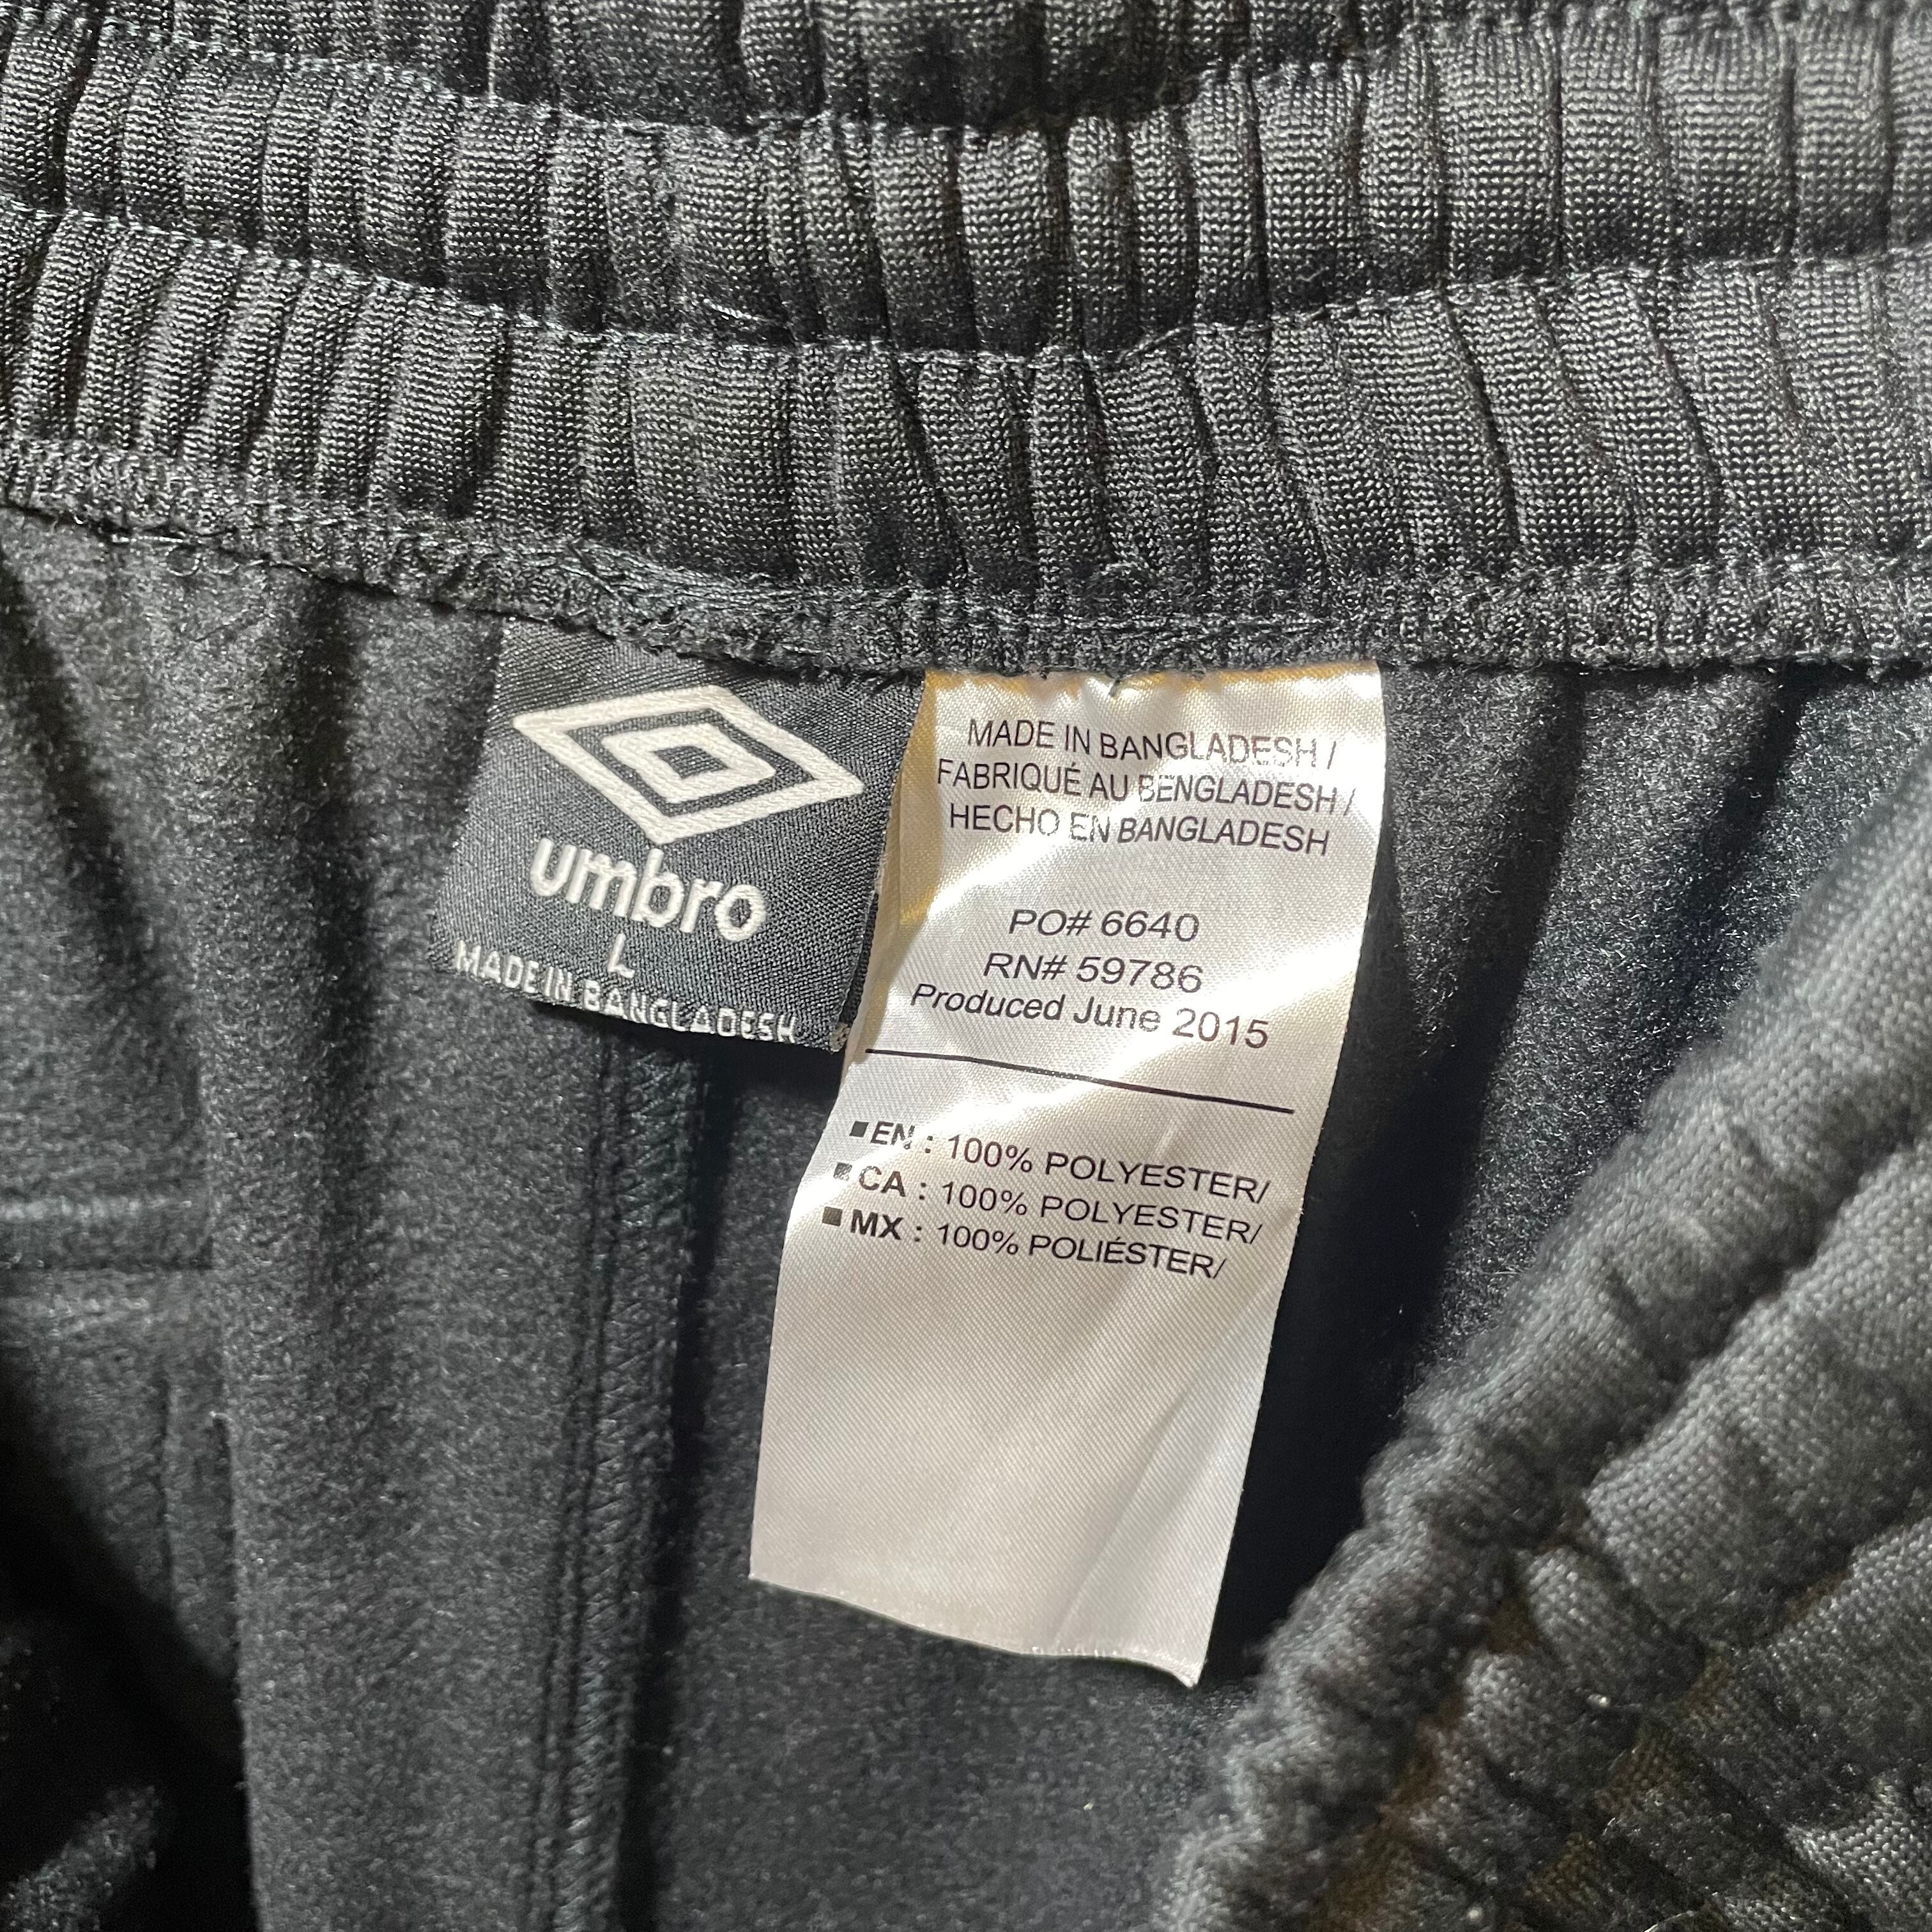 umbro
L
MADE IN BANGLADESH
MADE IN BANGLADESH /
FABRIQUÉ AU BENGLADESH /
HECHO EN BANGLADESH
PO# 6640
RN# 59786
Produced June 2015
■ EN : 100% POLYESTER/
■ CA : 100% POLYESTER/
■ MX : 100% POLIÉSTER/